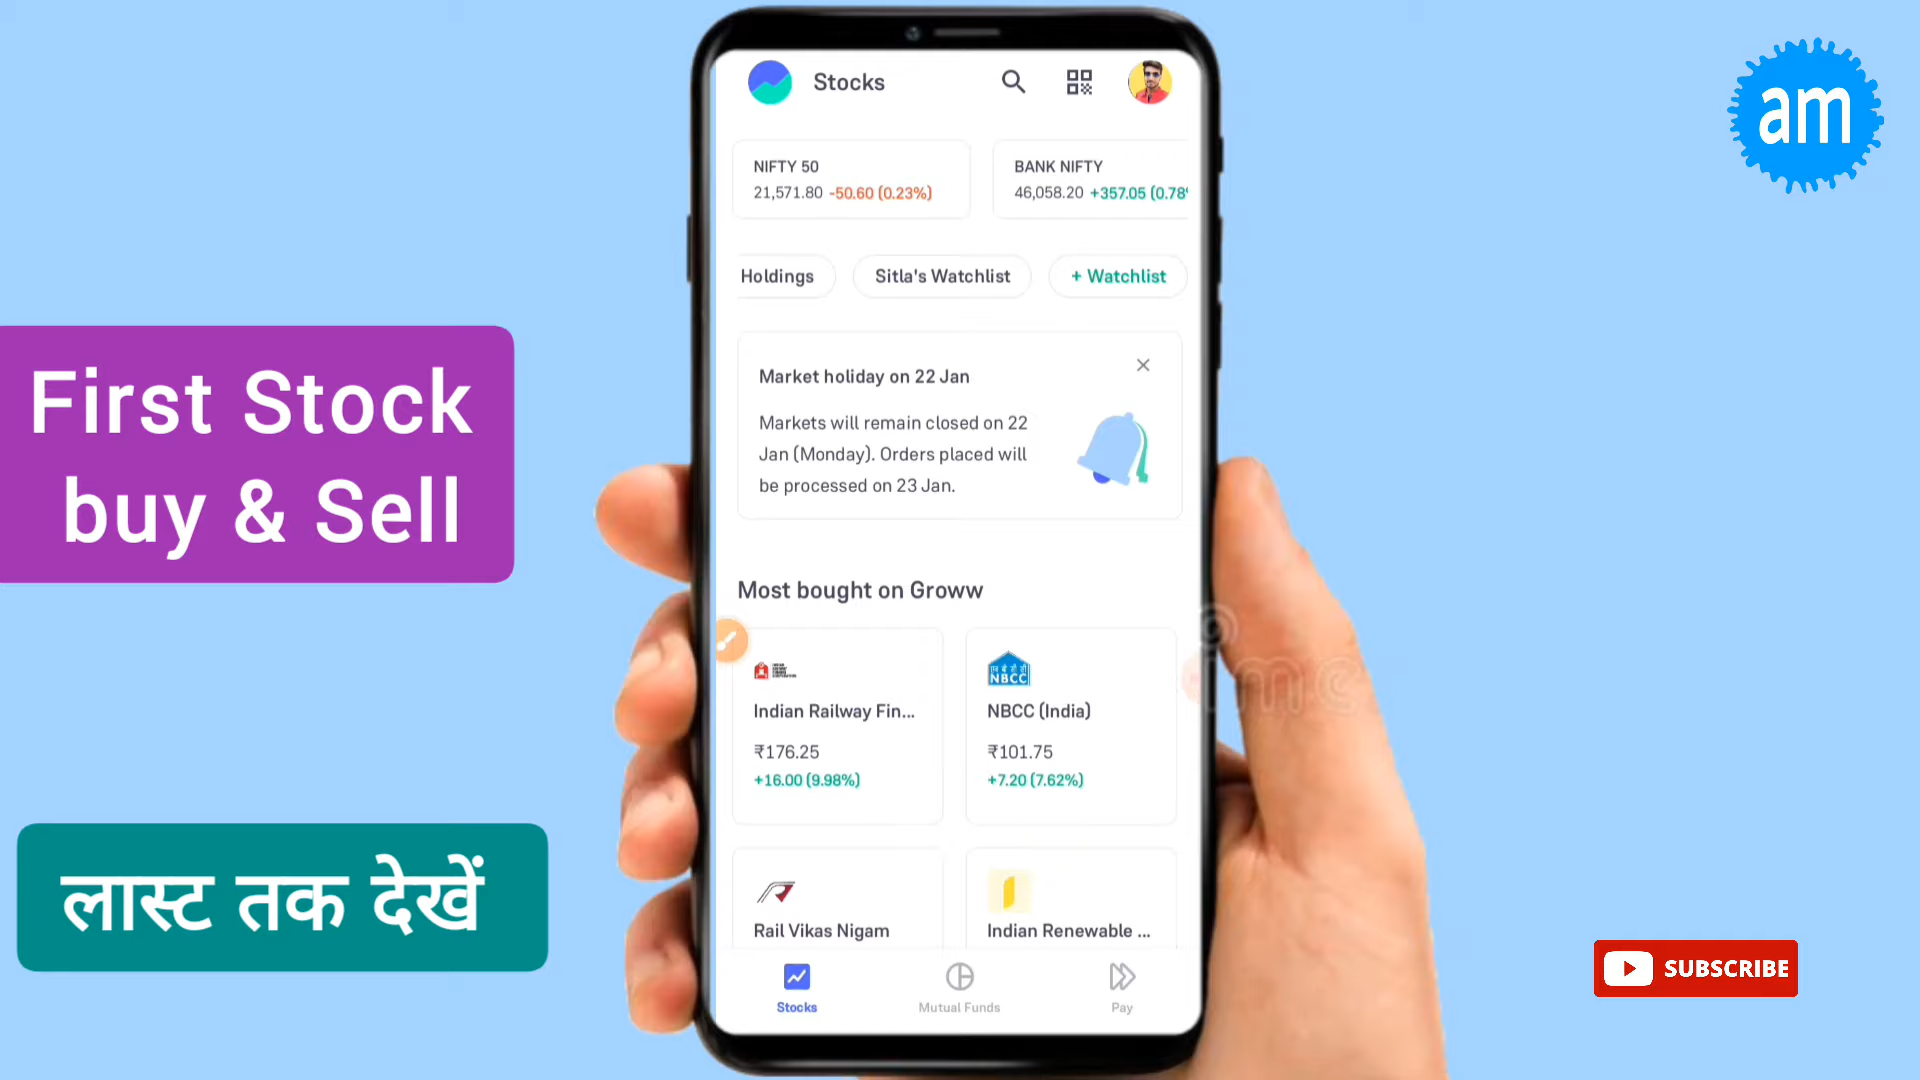 Stocks
am
NIFTY 50
21,571.80 -50.60 (0.23%)
BANK NIFTY
46,058.20 +357.05 (0.78%
Holdings
Sitla's Watchlist
+ Watchlist
First Stock
buy & Sell
Market holiday on 22 Jan
Markets will remain closed on 22
Jan (Monday). Orders placed will
be processed on 23 Jan.
Most bought on Groww
Indian Railway Fin...
₹176.25
+16.00 (9.98%)
NBCC
NBCC (India)
₹101.75
+7.20 (7.62%)
लास्ट तक देखें
Rail Vikas Nigam
Indian Renewable ...
Stocks
Mutual Funds
Pay
SUBSCRIBE